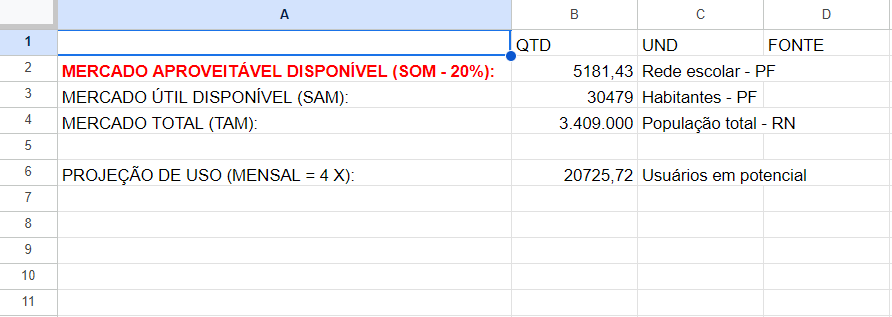 A B C D
1 QTD UND FONTE
2 MERCADO APROVEITÁVEL DISPONÍVEL (SOM - 20%): 5181,43 Rede escolar - PF
3 MERCADO ÚTIL DISPONÍVEL (SAM): 30479 Habitantes - PF
4 MERCADO TOTAL (TAM): 3.409.000 População total - RN
5
6 PROJEÇÃO DE USO (MENSAL = 4 X): 20725,72 Usuários em potencial
7
8
9
10
11